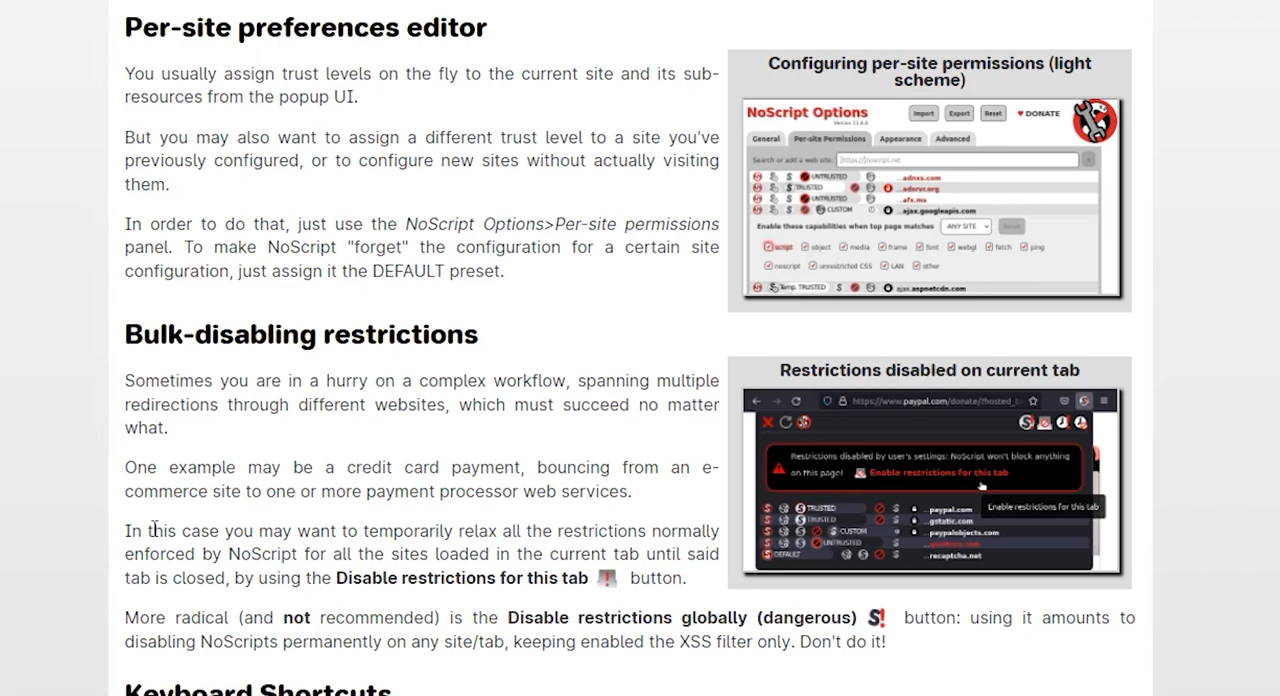 Per-site preferences editor
You usually assign trust levels on the fly to the current site and its sub-
resources from the popup UI.
But you may also want to assign a different trust level to a site you've
previously configured, or to configure new sites without actually visiting
them.
In order to do that, just use the NoScript Options>Per-site permissions
panel. To make NoScript "forget" the configuration for a certain site
configuration, just assign it the DEFAULT preset.
Configuring per-site permissions (light
scheme)
NoScript Options
Import Export Reset ♥ DONATE
General Per-site Permissions Appearance Advanced
Search or add a web site: [https://]noscript.net
UNTRUSTED ...adnxs.com
TRUSTED ...adsrvr.org
UNTRUSTED ...afx.ms
CUSTOM ...ajax.googleapis.com
Enable these capabilities when top page matches ANY SITE Reset
script object media frame font webgl fetch ping
noscript unrestricted CSS LAN other
Temp. TRUSTED ajax.aspnetcdn.com
Bulk-disabling restrictions
Sometimes you are in a hurry on a complex workflow, spanning multiple
redirections through different websites, which must succeed no matter
what.
One example may be a credit card payment, bouncing from an e-
commerce site to one or more payment processor web services.
In this case you may want to temporarily relax all the restrictions normally
enforced by NoScript for all the sites loaded in the current tab until said
tab is closed, by using the Disable restrictions for this tab button.
Restrictions disabled on current tab
https://www.paypal.com/donate/?hosted_
Restrictions disabled by user's settings: NoScript won't block anything
on this page! Enable restrictions for this tab
Enable restrictions for this tab
TRUSTED ...paypal.com
TRUSTED ...gstatic.com
CUSTOM ...paypalobjects.com
UNTRUSTED
DEFAULT ...recaptcha.net
More radical (and not recommended) is the Disable restrictions globally (dangerous) S! button: using it amounts to
disabling NoScripts permanently on any site/tab, keeping enabled the XSS filter only. Don't do it!
Keyboard Shortcuts